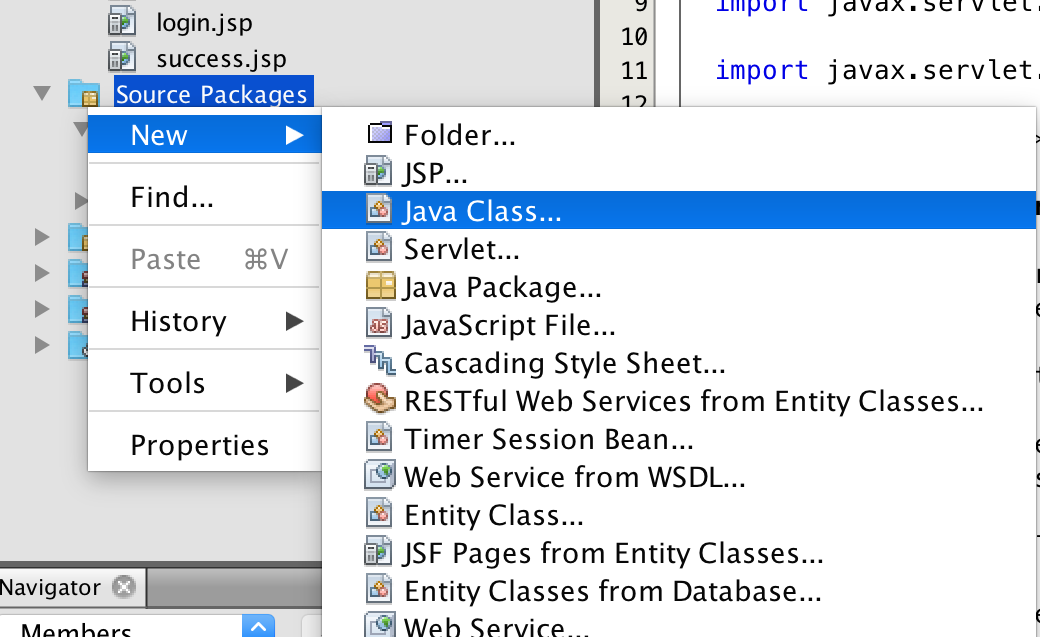 login.jsp
success.jsp
Source Packages
9 import javax.servlet.
10
11 import javax.servlet.
12
New
Find...
Paste ⌘V
History
Tools
Properties
Folder...
JSP...
Java Class...
Servlet...
Java Package...
JavaScript File...
Cascading Style Sheet...
RESTful Web Services from Entity Classes...
Timer Session Bean...
Web Service from WSDL...
Entity Class...
JSF Pages from Entity Classes...
Entity Classes from Database...
Web Service...
Navigator
Members